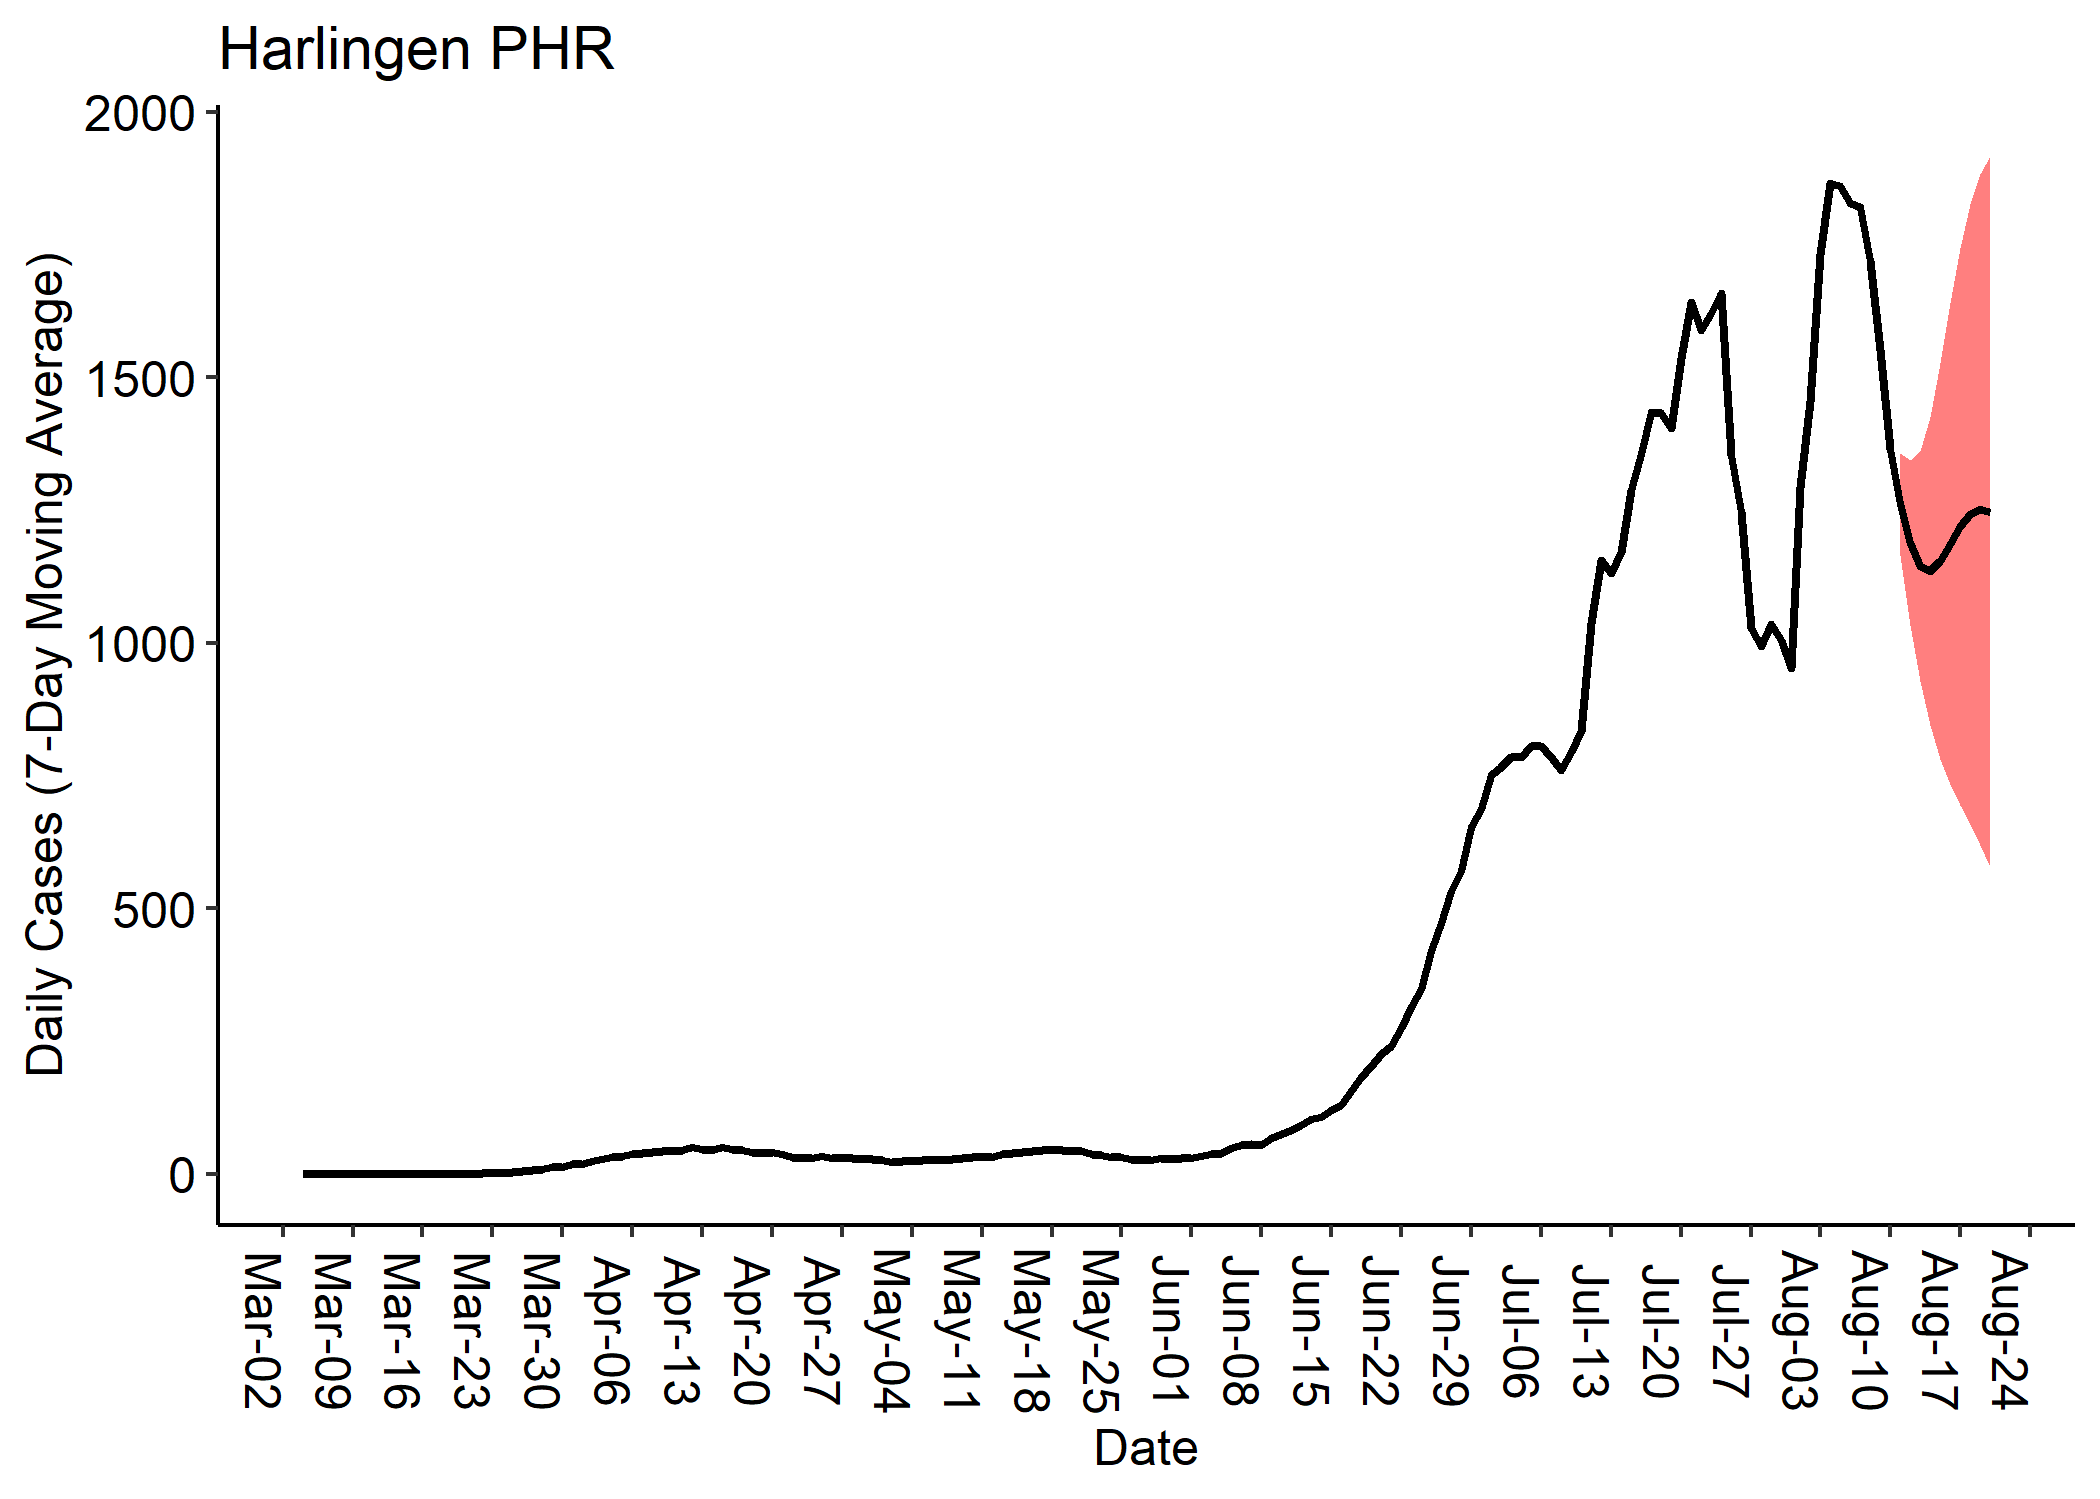 Harlingen PHR
Daily Cases (7-Day Moving Average)
2000
1500
1000
500
0
Mar-02
Mar-09
Mar-16
Mar-23
Mar-30
Apr-06
Apr-13
Apr-20
Apr-27
May-04
May-11
May-18
May-25
Jun-01
Jun-08
Jun-15
Jun-22
Jun-29
Jul-06
Jul-13
Jul-20
Jul-27
Aug-03
Aug-10
Aug-17
Aug-24
Date